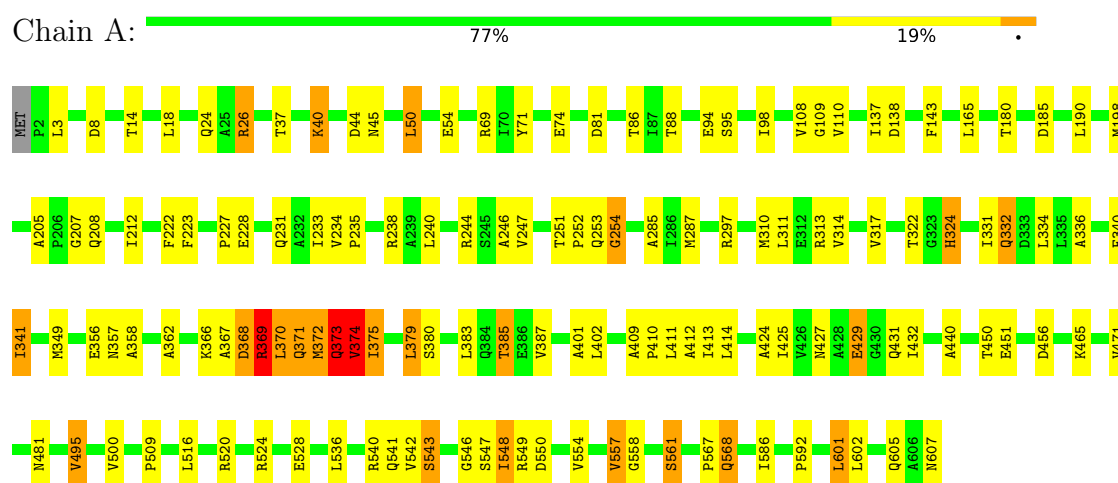 Chain A:
77% 19% •
MET P2 L3 D8 T14 L18 Q24 A25 R26 T37 K40 D44 N45 L50 E54 R69 I70 Y71 E74 D81 T86 I87 T88 E94 S95 I98 V108 G109 V110 I137 D138 F143 L165 T180 D185 L190
A205 P206 G207 Q208 I212 F222 F223 P227 E228 Q231 A232 I233 V234 P235 R238 A239 L240 R244 S245 A246 V247 T251 P252 Q253 G254 A285 I286 M287 R297 M310 L311 E312 R313 V314 V317 T322 G323 H324 I331 Q332 D333 L334 L335 A336
I341 M349 E356 N357 A358 A362 K366 A367 D368 R369 L370 Q371 M372 Q373 V374 I375 L379 S380 L383 Q384 T385 E386 V387 A401 L402 A409 P410 L411 A412 I413 L414 A424 I425 V426 N427 A428 E429 G430 Q431 I432 A440 T450 E451 D456 K465
N481 V495 V500 P509 L516 R520 R524 E528 L536 R540 Q541 V542 S543 G546 S547 I548 R549 D550 V554 V557 G558 S561 P567 Q568 I586 P592 L601 L602 Q605 A606 N607